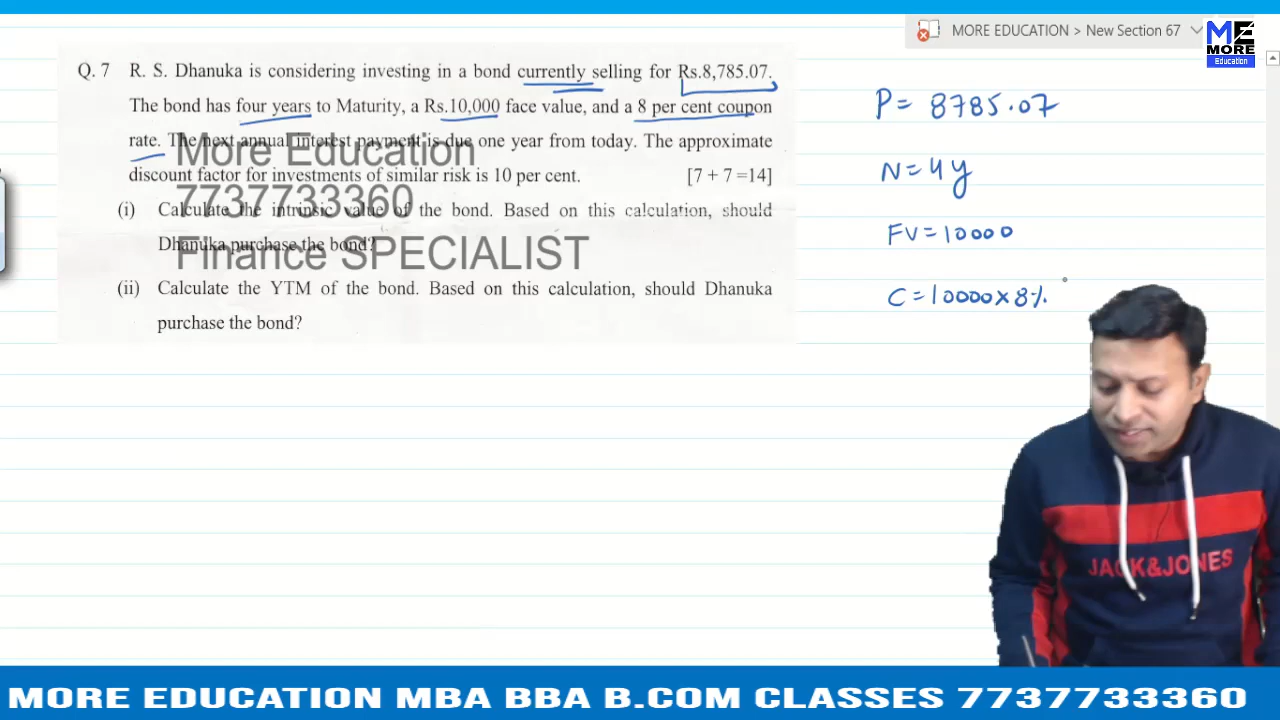 MORE EDUCATION > New Section 67
ME
MORE
Education
Q. 7 R. S. Dhanuka is considering investing in a bond currently selling for Rs.8,785.07.
The bond has four years to Maturity, a Rs.10,000 face value, and a 8 per cent coupon
rate. The next annual interest payment is due one year from today. The approximate
discount factor for investments of similar risk is 10 per cent. [7 + 7 =14]
(i) Calculate the intrinsic value of the bond. Based on this calculation, should
Dhanuka purchase the bond?
(ii) Calculate the YTM of the bond. Based on this calculation, should Dhanuka
purchase the bond?
More Education
7737733360
Finance SPECIALIST
P = 8785.07
N = 4y
FV = 10000
C = 10000 x 8%
JACK&JONES
MORE EDUCATION MBA BBA B.COM CLASSES 7737733360